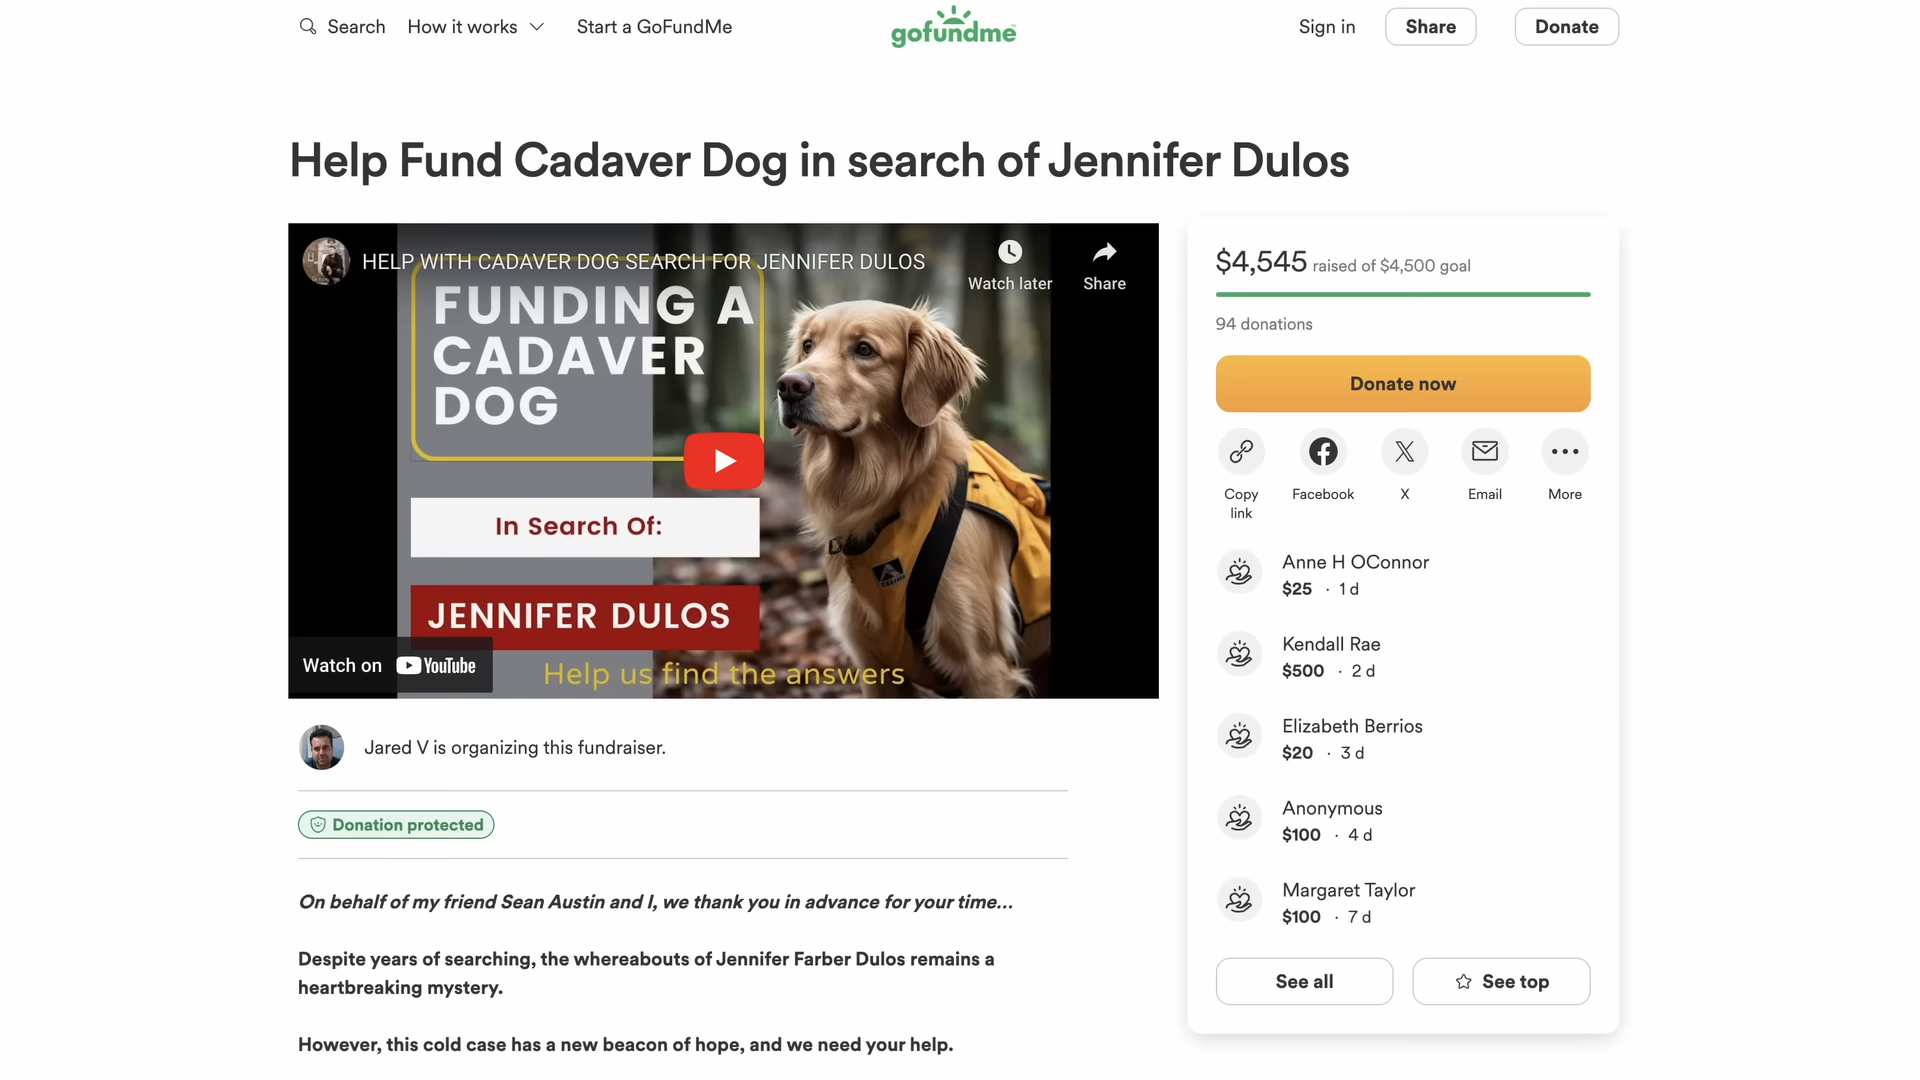 Search
How it works
Start a GoFundMe
gofundme
Sign in
Share
Donate
Help Fund Cadaver Dog in search of Jennifer Dulos
HELP WITH CADAVER DOG SEARCH FOR JENNIFER DULOS
Watch later
Share
FUNDING A
CADAVER
DOG
In Search Of:
JENNIFER DULOS
Help us find the answers
Watch on YouTube
Jared V is organizing this fundraiser.
Donation protected
On behalf of my friend Sean Austin and I, we thank you in advance for your time...
Despite years of searching, the whereabouts of Jennifer Farber Dulos remains a
heartbreaking mystery.
However, this cold case has a new beacon of hope, and we need your help.
$4,545 raised of $4,500 goal
94 donations
Donate now
Copy
link
Facebook
X
Email
More
Anne H OConnor
$25 · 1 d
Kendall Rae
$500 · 2 d
Elizabeth Berrios
$20 · 3 d
Anonymous
$100 · 4 d
Margaret Taylor
$100 · 7 d
See all
See top